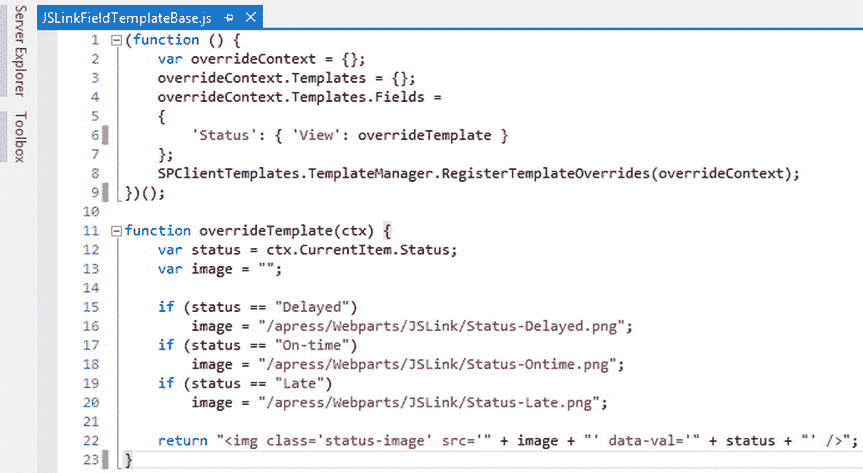 Server Explorer
Toolbox
JSLinkFieldTemplateBase.js
1 (function () {
2 var overrideContext = {};
3 overrideContext.Templates = {};
4 overrideContext.Templates.Fields =
5 {
6 'Status': { 'View': overrideTemplate }
7 };
8 SPClientTemplates.TemplateManager.RegisterTemplateOverrides(overrideContext);
9 })();
10
11 function overrideTemplate(ctx) {
12 var status = ctx.CurrentItem.Status;
13 var image = "";
14
15 if (status == "Delayed")
16 image = "/apress/Webparts/JSLink/Status-Delayed.png";
17 if (status == "On-time")
18 image = "/apress/Webparts/JSLink/Status-Ontime.png";
19 if (status == "Late")
20 image = "/apress/Webparts/JSLink/Status-Late.png";
21
22 return "<img class='status-image' src='" + image + "' data-val='" + status + "' />";
23 }